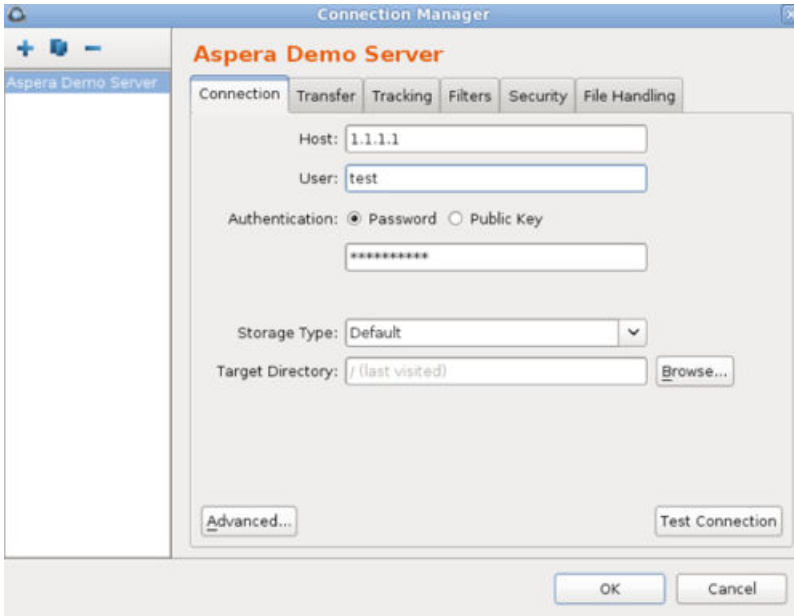 Connection Manager
Aspera Demo Server
Aspera Demo Server
Connection Transfer Tracking Filters Security File Handling
Host: 1.1.1.1
User: test
Authentication: Password Public Key
**********
Storage Type: Default
Target Directory: / (last visited) Browse...
Advanced... Test Connection
OK Cancel